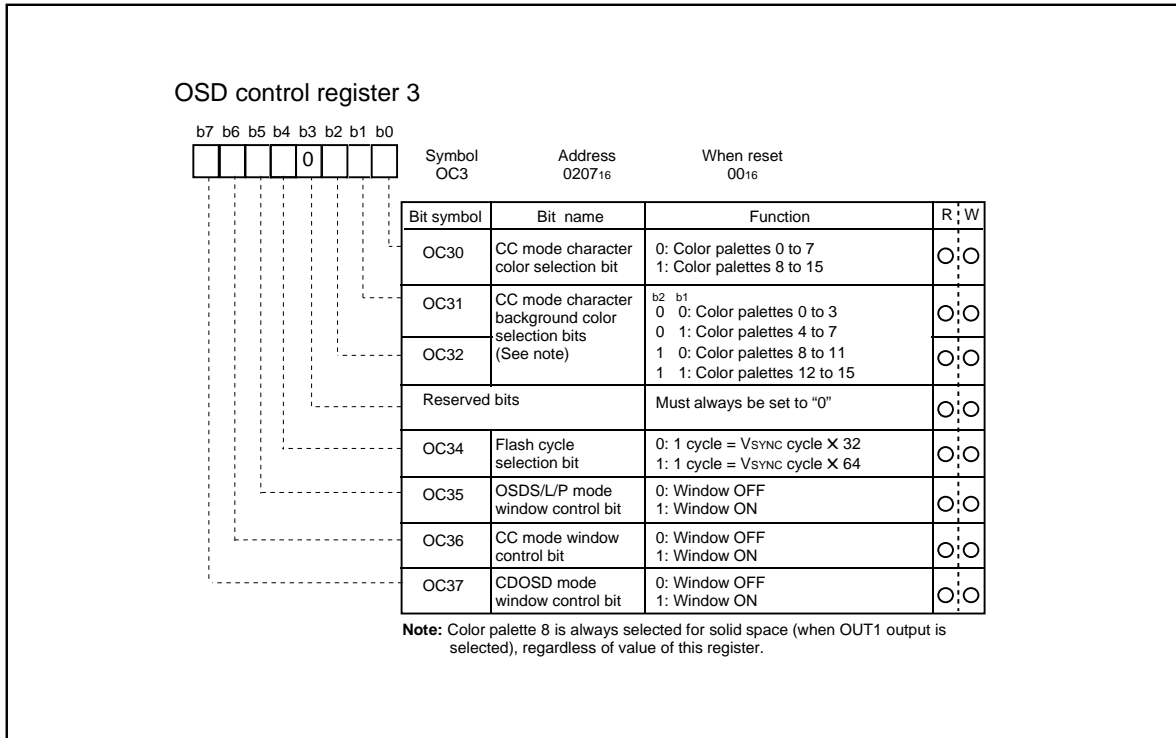 OSD control register 3
b7 b6 b5 b4 b3 b2 b1 b0
0
Symbol Address When reset
OC3 020716 0016
Bit symbol Bit name Function R W
OC30 CC mode character color selection bit 0: Color palettes 0 to 7
1: Color palettes 8 to 15
OC31 CC mode character
background color
selection bits
(See note)
b2 b1
0 0: Color palettes 0 to 3
0 1: Color palettes 4 to 7
OC32 1 0: Color palettes 8 to 11
1 1: Color palettes 12 to 15
Reserved bits Must always be set to “0”
OC34 Flash cycle
selection bit
0: 1 cycle = VSYNC cycle X 32
1: 1 cycle = VSYNC cycle X 64
OC35 OSDS/L/P mode
window control bit
0: Window OFF
1: Window ON
OC36 CC mode window
control bit
0: Window OFF
1: Window ON
OC37 CDOSD mode
window control bit
0: Window OFF
1: Window ON
Note: Color palette 8 is always selected for solid space (when OUT1 output is
selected), regardless of value of this register.